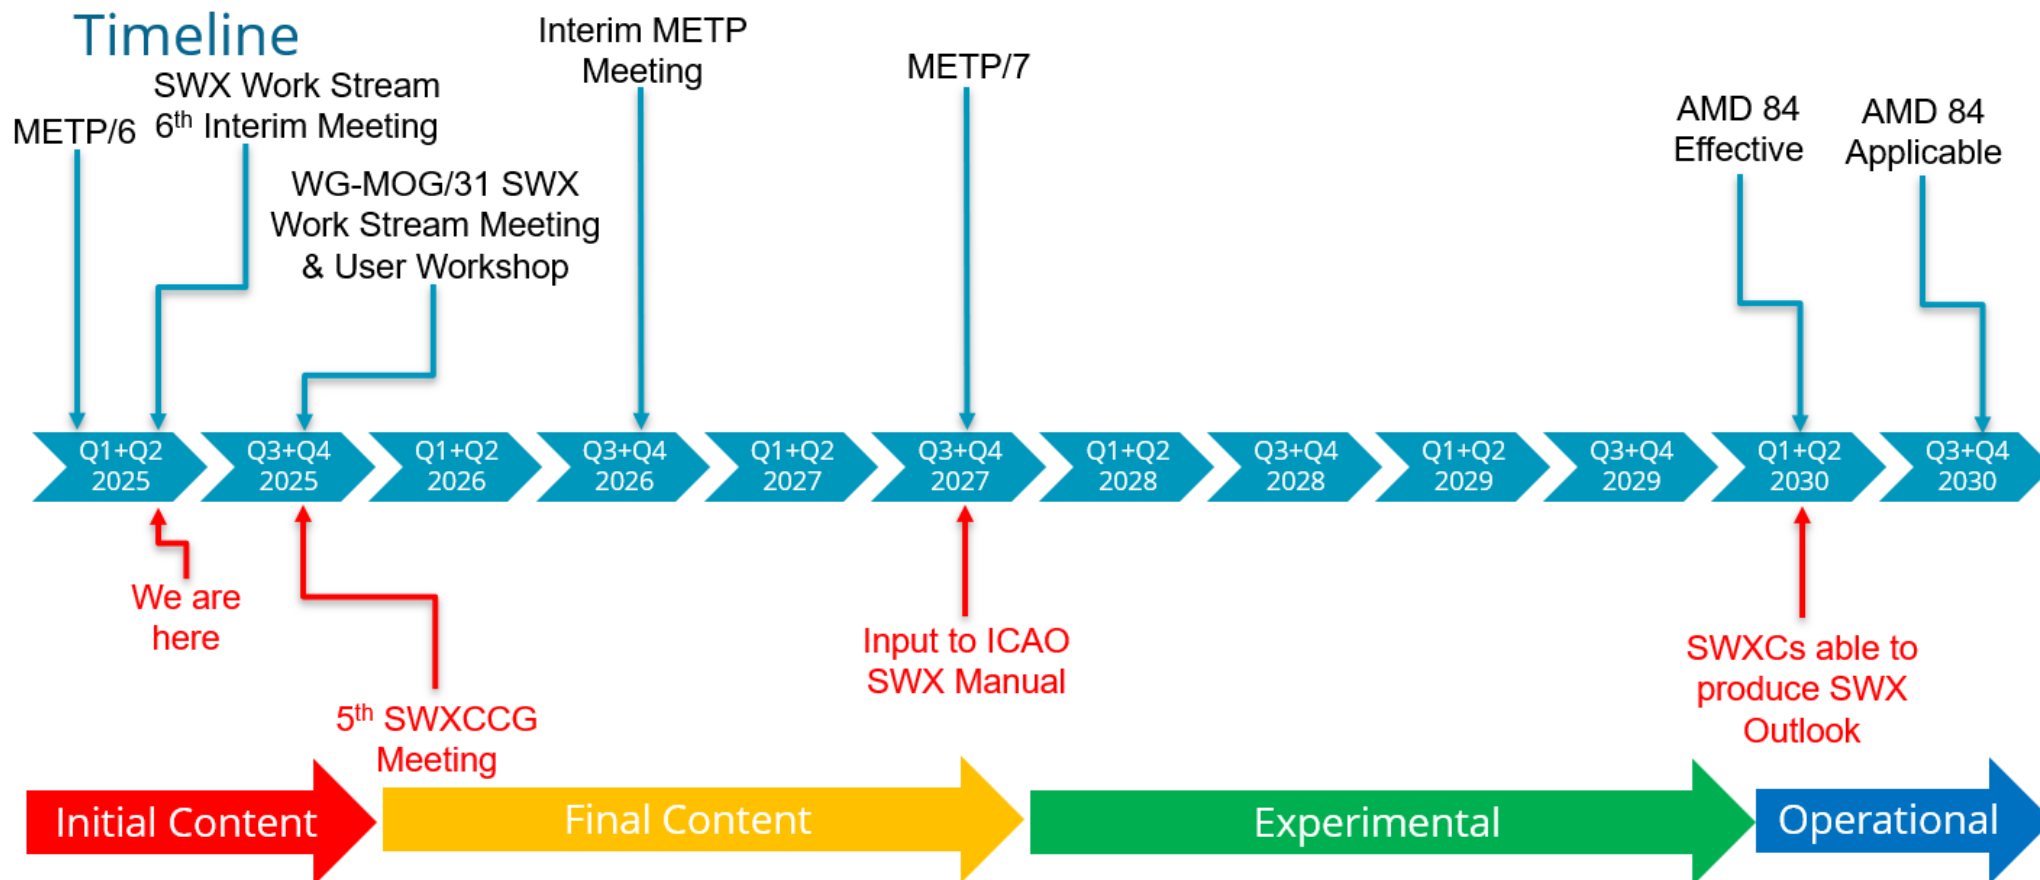 Timeline
METP/6
SWX Work Stream
6th Interim Meeting
WG-MOG/31 SWX
Work Stream Meeting
& User Workshop
Interim METP
Meeting
METP/7
AMD 84
Effective
AMD 84
Applicable
Q1+Q2
2025
Q3+Q4
2025
Q1+Q2
2026
Q3+Q4
2026
Q1+Q2
2027
Q3+Q4
2027
Q1+Q2
2028
Q3+Q4
2028
Q1+Q2
2029
Q3+Q4
2029
Q1+Q2
2030
Q3+Q4
2030
We are
here
5th SWXCCG
Meeting
Input to ICAO
SWX Manual
SWXCs able to
produce SWX
Outlook
Initial Content
Final Content
Experimental
Operational